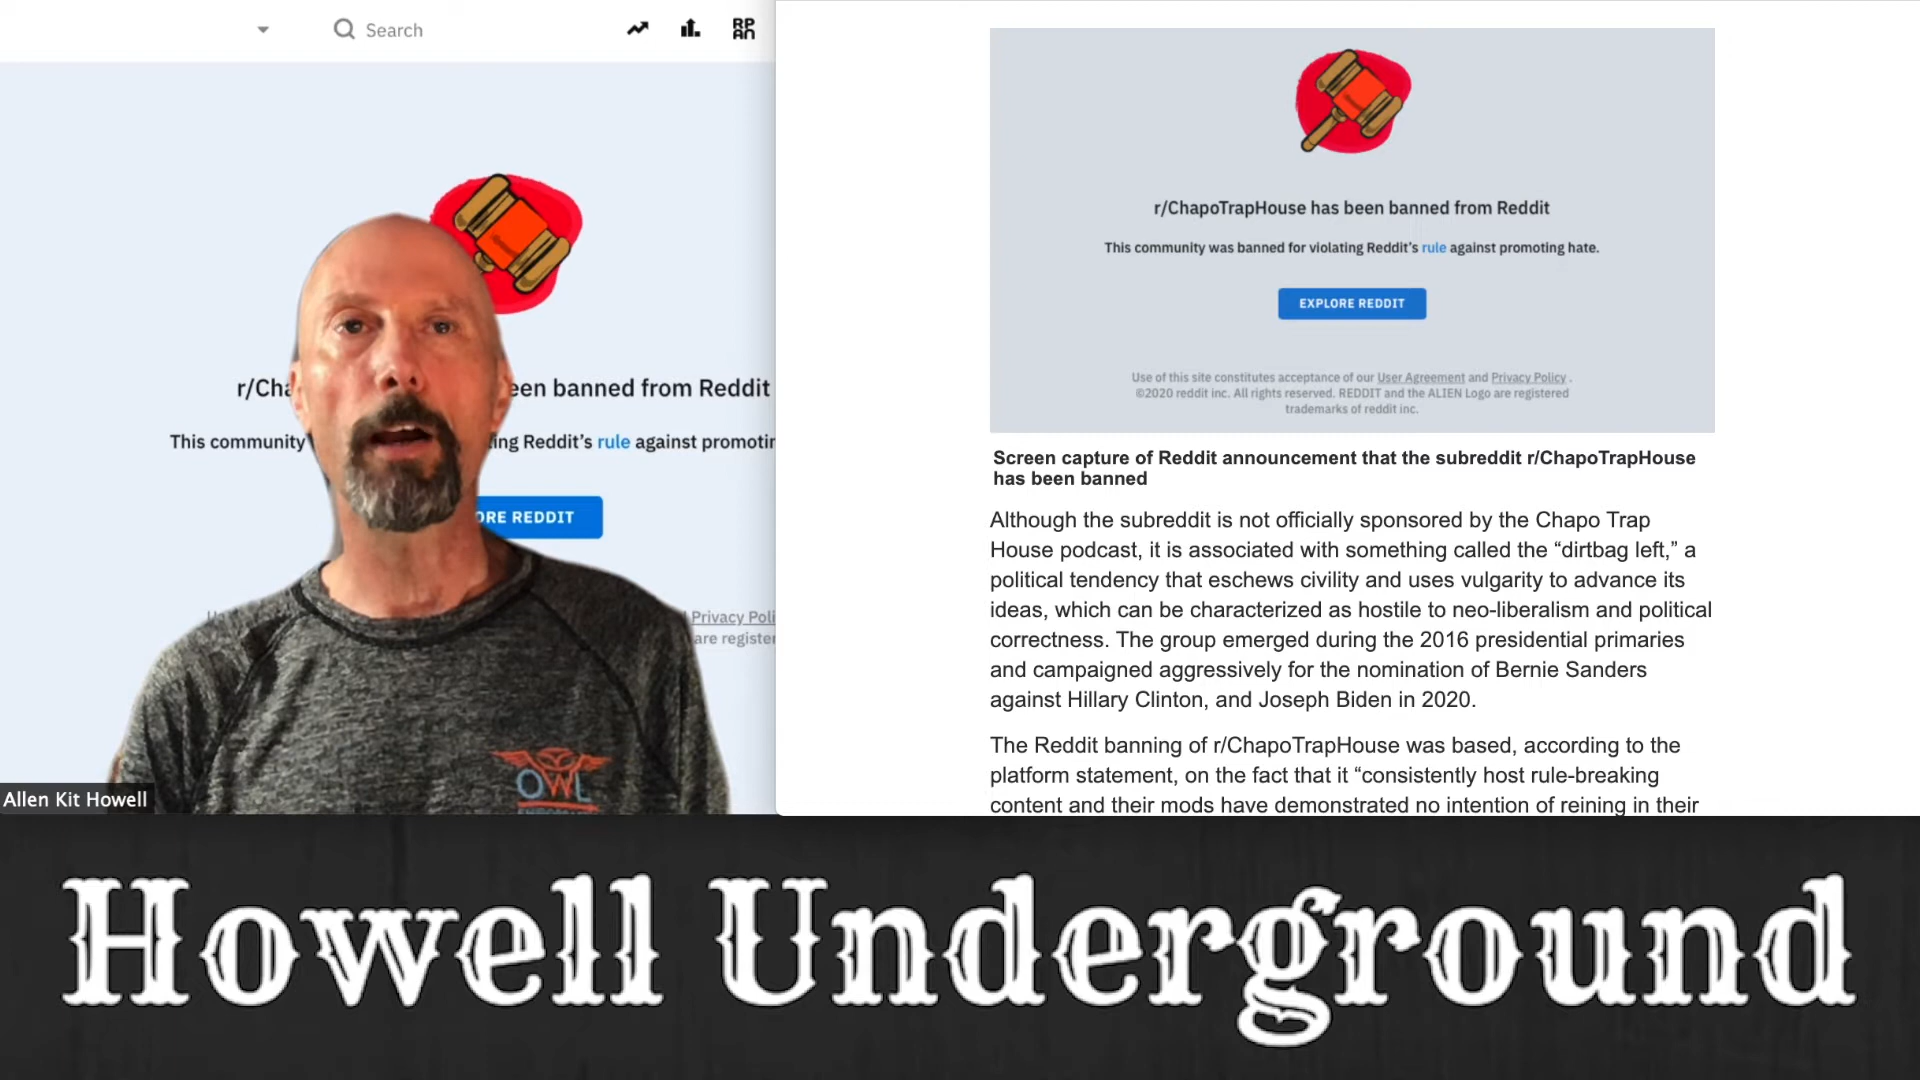 Search
RP
AN
r/Cha
een banned from Reddit
This community
ing Reddit's rule against promotin
ORE REDDIT
Privacy Poli
are register
OWL
Allen Kit Howell
r/ChapoTrapHouse has been banned from Reddit
This community was banned for violating Reddit's rule against promoting hate.
EXPLORE REDDIT
Use of this site constitutes acceptance of our User Agreement and Privacy Policy .
©2020 reddit inc. All rights reserved. REDDIT and the ALIEN Logo are registered
trademarks of reddit inc.
Screen capture of Reddit announcement that the subreddit r/ChapoTrapHouse
has been banned
Although the subreddit is not officially sponsored by the Chapo Trap
House podcast, it is associated with something called the “dirtbag left,” a
political tendency that eschews civility and uses vulgarity to advance its
ideas, which can be characterized as hostile to neo-liberalism and political
correctness. The group emerged during the 2016 presidential primaries
and campaigned aggressively for the nomination of Bernie Sanders
against Hillary Clinton, and Joseph Biden in 2020.
The Reddit banning of r/ChapoTrapHouse was based, according to the
platform statement, on the fact that it “consistently host rule-breaking
content and their mods have demonstrated no intention of reining in their
Howell Underground